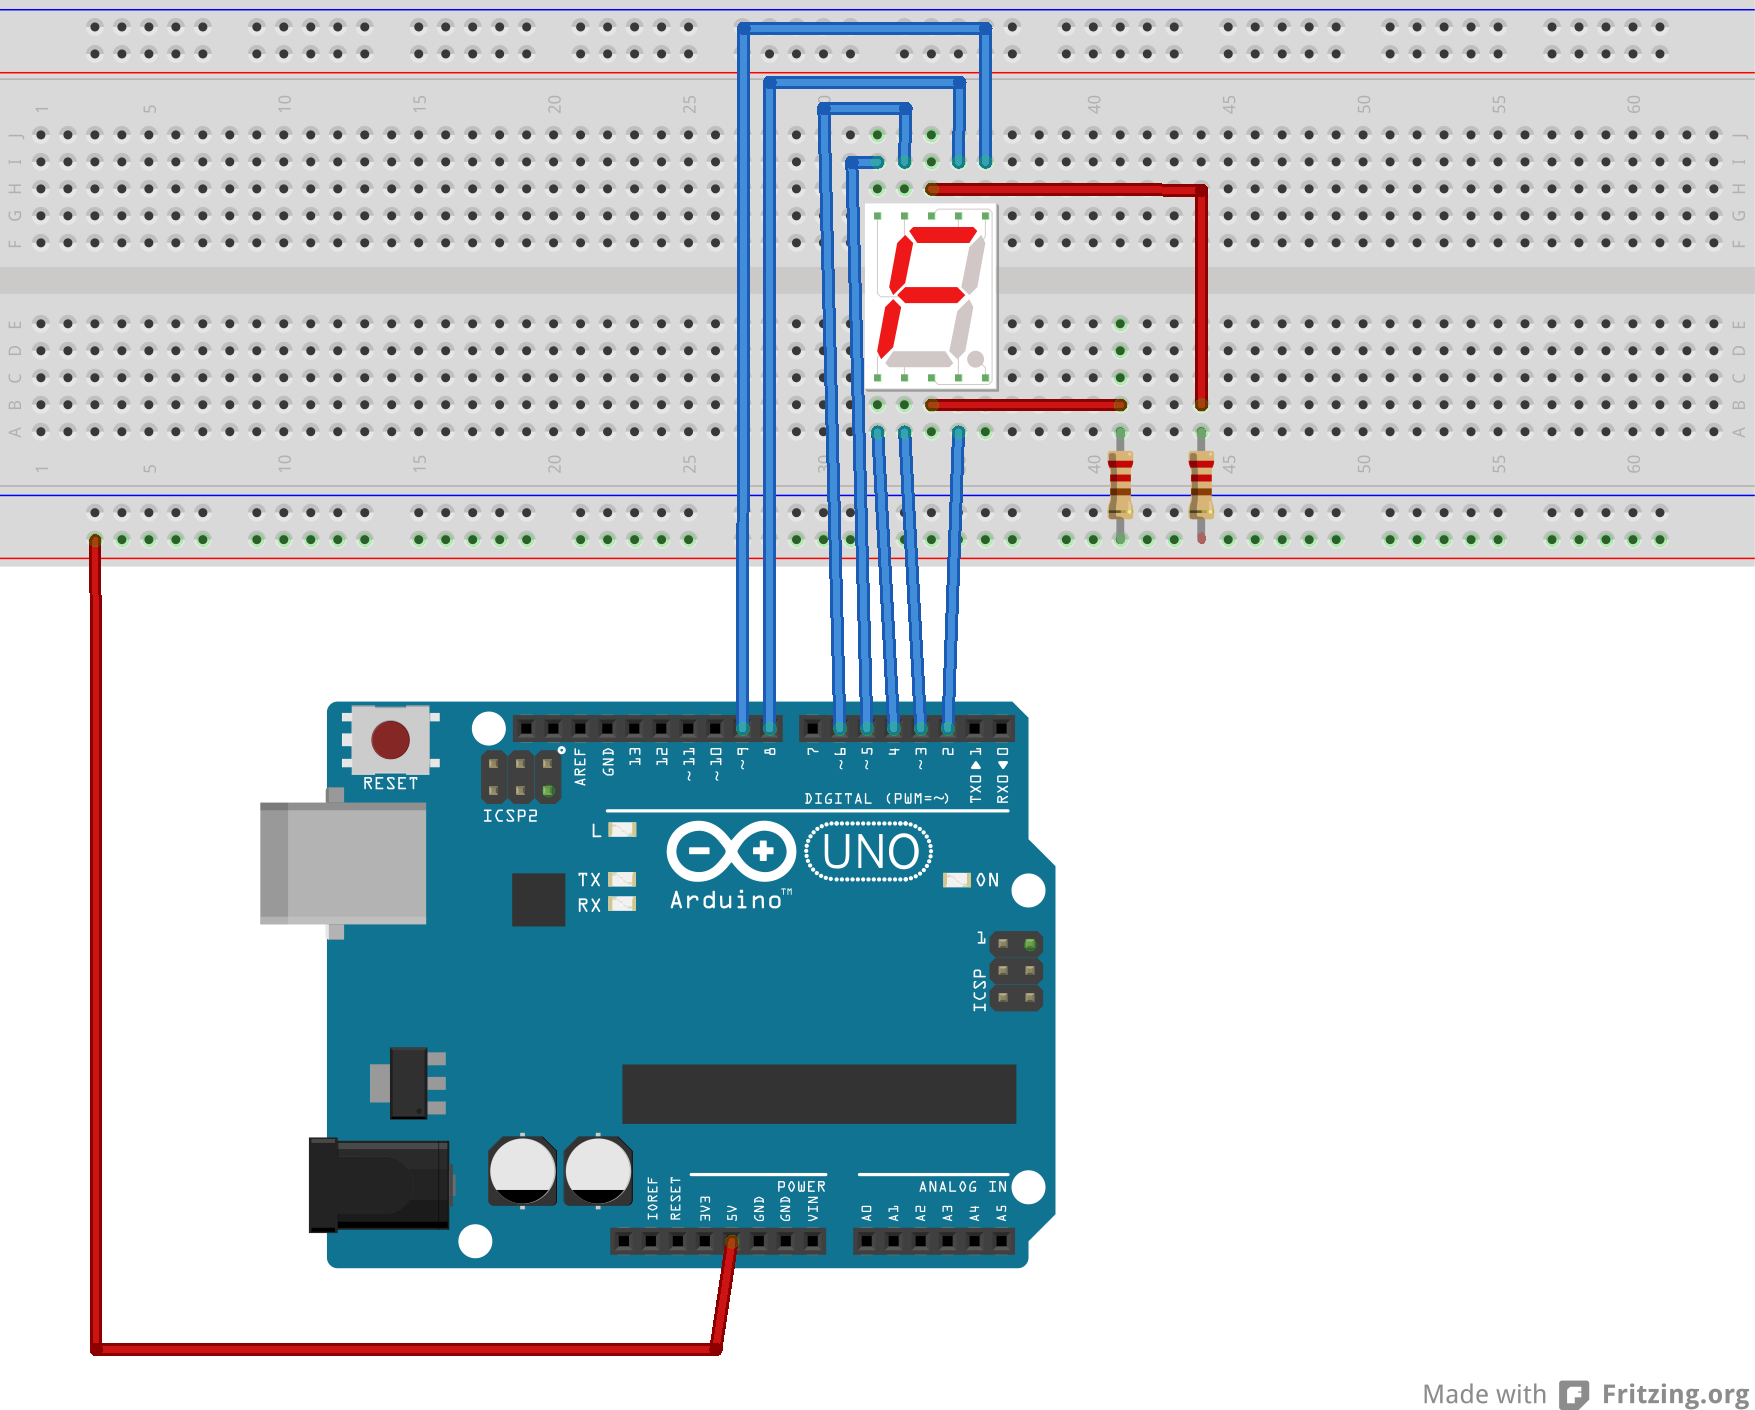 1 5 10 15 20 25 30 35 40 45 50 55 60
J J
I I
H H
G G
F F
E E
D D
C C
B B
A A
1 5 10 15 20 25 30 40 45 50 55 60
RESET
ICSP2
AREF GND 13 12 ~11 ~10 ~9 8 7 ~6 ~5 4 ~3 2 TX0▶1 RX0◀0
DIGITAL (PWM=~)
L
TX
RX
Arduino™
UNO
ON
1
ICSP
POWER
ANALOG IN
IOREF RESET 3V3 5V GND GND VIN A0 A1 A2 A3 A4 A5
Made with Fritzing.org